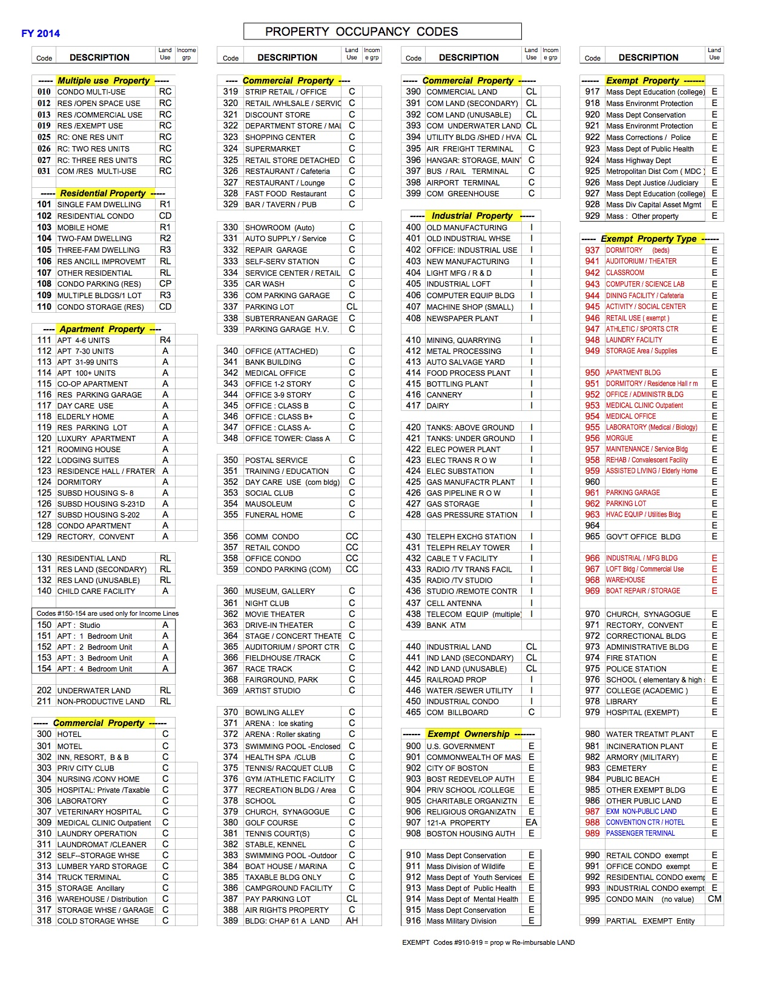 FY 2014
PROPERTY OCCUPANCY CODES
Code DESCRIPTION Land Use Income grp
----- Multiple use Property -----
010 CONDO MULTI-USE RC
012 RES /OPEN SPACE USE RC
013 RES /COMMERCIAL USE RC
019 RES /EXEMPT USE RC
025 RC: ONE RES UNIT RC
026 RC: TWO RES UNITS RC
027 RC: THREE RES UNITS RC
031 COM /RES MULTI-USE RC
----- Residential Property -----
101 SINGLE FAM DWELLING R1
102 RESIDENTIAL CONDO CD
103 MOBILE HOME R1
104 TWO-FAM DWELLING R2
105 THREE-FAM DWELLING R3
106 RES ANCILL IMPROVEMT RL
107 OTHER RESIDENTIAL RL
108 CONDO PARKING (RES) CP
109 MULTIPLE BLDGS/1 LOT R3
110 CONDO STORAGE (RES) CD
---- Apartment Property ----
111 APT 4-6 UNITS R4
112 APT 7-30 UNITS A
113 APT 31-99 UNITS A
114 APT 100+ UNITS A
115 CO-OP APARTMENT A
116 RES PARKING GARAGE A
117 DAY CARE USE A
118 ELDERLY HOME A
119 RES PARKING LOT A
120 LUXURY APARTMENT A
121 ROOMING HOUSE A
122 LODGING SUITES A
123 RESIDENCE HALL / FRATER A
124 DORMITORY A
125 SUBSD HOUSING S- 8 A
126 SUBSD HOUSING S-231D A
127 SUBSD HOUSING S-202 A
128 CONDO APARTMENT A
129 RECTORY, CONVENT A
130 RESIDENTIAL LAND RL
131 RES LAND (SECONDARY) RL
132 RES LAND (UNUSABLE) RL
140 CHILD CARE FACILITY A
Codes #150-154 are used only for Income Lines
150 APT : Studio A
151 APT : 1 Bedroom Unit A
152 APT : 2 Bedroom Unit A
153 APT : 3 Bedroom Unit A
154 APT : 4 Bedroom Unit A
202 UNDERWATER LAND RL
211 NON-PRODUCTIVE LAND RL
----- Commercial Property ------
300 HOTEL C
301 MOTEL C
302 INN, RESORT, B & B C
303 PRIV CITY CLUB C
304 NURSING /CONV HOME C
305 HOSPITAL: Private /Taxable C
306 LABORATORY C
307 VETERINARY HOSPITAL C
309 MEDICAL CLINIC Outpatient C
310 LAUNDRY OPERATION C
311 LAUNDROMAT /CLEANER C
312 SELF--STORAGE WHSE C
313 LUMBER YARD STORAGE C
314 TRUCK TERMINAL C
315 STORAGE Ancillary C
316 WAREHOUSE / Distribution C
317 STORAGE WHSE / GARAGE C
318 COLD STORAGE WHSE C
Code DESCRIPTION Land Use Incom e grp
---- Commercial Property ----
319 STRIP RETAIL / OFFICE C
320 RETAIL /WHLSALE / SERVIC C
321 DISCOUNT STORE C
322 DEPARTMENT STORE / MAL C
323 SHOPPING CENTER C
324 SUPERMARKET C
325 RETAIL STORE DETACHED C
326 RESTAURANT / Cafeteria C
327 RESTAURANT / Lounge C
328 FAST FOOD Restaurant C
329 BAR / TAVERN / PUB C
330 SHOWROOM (Auto) C
331 AUTO SUPPLY / Service C
332 REPAIR GARAGE C
333 SELF-SERV STATION C
334 SERVICE CENTER / RETAIL C
335 CAR WASH C
336 COM PARKING GARAGE C
337 PARKING LOT CL
338 SUBTERRANEAN GARAGE C
339 PARKING GARAGE H.V. C
340 OFFICE (ATTACHED) C
341 BANK BUILDING C
342 MEDICAL OFFICE C
343 OFFICE 1-2 STORY C
344 OFFICE 3-9 STORY C
345 OFFICE : CLASS B C
346 OFFICE : CLASS B+ C
347 OFFICE : CLASS A- C
348 OFFICE TOWER: Class A C
350 POSTAL SERVICE C
351 TRAINING / EDUCATION C
352 DAY CARE USE (com bldg) C
353 SOCIAL CLUB C
354 MAUSOLEUM C
355 FUNERAL HOME C
356 COMM CONDO CC
357 RETAIL CONDO CC
358 OFFICE CONDO CC
359 CONDO PARKING (COM) CC
360 MUSEUM, GALLERY C
361 NIGHT CLUB C
362 MOVIE THEATER C
363 DRIVE-IN THEATER C
364 STAGE / CONCERT THEATE C
365 AUDITORIUM / SPORT CTR C
366 FIELDHOUSE /TRACK C
367 RACE TRACK C
368 FAIRGROUND, PARK C
369 ARTIST STUDIO C
370 BOWLING ALLEY C
371 ARENA : Ice skating C
372 ARENA : Roller skating C
373 SWIMMING POOL -Enclosed C
374 HEALTH SPA /CLUB C
375 TENNIS/ RACQUET CLUB C
376 GYM /ATHLETIC FACILITY C
377 RECREATION BLDG / Area C
378 SCHOOL C
379 CHURCH, SYNAGOGUE C
380 GOLF COURSE C
381 TENNIS COURT(S) C
382 STABLE, KENNEL C
383 SWIMMING POOL -Outdoor C
384 BOAT HOUSE / MARINA C
385 TAXABLE BLDG ONLY C
386 CAMPGROUND FACILITY C
387 PAY PARKING LOT CL
388 AIR RIGHTS PROPERTY C
389 BLDG: CHAP 61 A LAND AH
Code DESCRIPTION Land Use Incom e grp
----- Commercial Property ------
390 COMMERCIAL LAND CL
391 COM LAND (SECONDARY) CL
392 COM LAND (UNUSABLE) CL
393 COM UNDERWATER LAND CL
394 UTILITY BLDG /SHED / HVA CL
395 AIR FREIGHT TERMINAL C
396 HANGAR: STORAGE, MAINT C
397 BUS / RAIL TERMINAL C
398 AIRPORT TERMINAL C
399 COM GREENHOUSE C
----- Industrial Property -----
400 OLD MANUFACTURING I
401 OLD INDUSTRIAL WHSE I
402 OFFICE: INDUSTRIAL USE I
403 NEW MANUFACTURING I
404 LIGHT MFG / R & D I
405 INDUSTRIAL LOFT I
406 COMPUTER EQUIP BLDG I
407 MACHINE SHOP (SMALL) I
408 NEWSPAPER PLANT I
410 MINING, QUARRYING I
412 METAL PROCESSING I
413 AUTO SALVAGE YARD I
414 FOOD PROCESS PLANT I
415 BOTTLING PLANT I
416 CANNERY I
417 DAIRY I
420 TANKS: ABOVE GROUND I
421 TANKS: UNDER GROUND I
422 ELEC POWER PLANT I
423 ELEC TRANS R O W I
424 ELEC SUBSTATION I
425 GAS MANUFACTR PLANT I
426 GAS PIPELINE R O W I
427 GAS STORAGE I
428 GAS PRESSURE STATION I
430 TELEPH EXCHG STATION I
431 TELEPH RELAY TOWER I
432 CABLE T V FACILITY I
433 RADIO /TV TRANS FACIL I
435 RADIO /TV STUDIO I
436 STUDIO /REMOTE CONTR I
437 CELL ANTENNA I
438 TELECOM EQUIP (multiple) I
439 BANK ATM
440 INDUSTRIAL LAND CL
441 IND LAND (SECONDARY) CL
442 IND LAND (UNUSABLE) CL
445 RAILROAD PROP I
446 WATER /SEWER UTILITY I
450 INDUSTRIAL CONDO I
465 COM BILLBOARD C
------ Exempt Ownership -------
900 U.S. GOVERNMENT E
901 COMMONWEALTH OF MAS E
902 CITY OF BOSTON E
903 BOST REDEVELOP AUTH E
904 PRIV SCHOOL /COLLEGE E
905 CHARITABLE ORGANIZTN E
906 RELIGIOUS ORGANIZATN E
907 121-A PROPERTY EA
908 BOSTON HOUSING AUTH E
910 Mass Dept Conservation E
911 Mass Division of Wildlife E
912 Mass Dept of Youth Services E
913 Mass Dept of Public Health E
914 Mass Dept of Mental Health E
915 Mass Dept Conservation E
916 Mass Military Division E
EXEMPT Codes #910-919 = prop w Re-imbursable LAND
Code DESCRIPTION Land Use
------ Exempt Property -------
917 Mass Dept Education (college) E
918 Mass Environmt Protection E
920 Mass Dept Conservation E
921 Mass Environmt Protection E
922 Mass Corrections / Police E
923 Mass Dept of Public Health E
924 Mass Highway Dept E
925 Metropolitan Dist Com ( MDC ) E
926 Mass Dept Justice /Judiciary E
927 Mass Dept Education (college) E
928 Mass Div Capital Asset Mgmt E
929 Mass : Other property E
----- Exempt Property Type ------
937 DORMITORY (beds) E
941 AUDITORIUM / THEATER E
942 CLASSROOM E
943 COMPUTER / SCIENCE LAB E
944 DINING FACILITY / Cafeteria E
945 ACTIVITY / SOCIAL CENTER E
946 RETAIL USE ( exempt ) E
947 ATHLETIC / SPORTS CTR E
948 LAUNDRY FACILITY E
949 STORAGE Area / Supplies E
950 APARTMENT BLDG E
951 DORMITORY / Residence Hall r m E
952 OFFICE / ADMINISTR BLDG E
953 MEDICAL CLINIC Outpatient E
954 MEDICAL OFFICE E
955 LABORATORY (Medical / Biology) E
956 MORGUE E
957 MAINTENANCE / Service Bldg E
958 REHAB / Convalescent Facility E
959 ASSISTED LIVING / Elderly Home E
960 E
961 PARKING GARAGE E
962 PARKING LOT E
963 HVAC EQUIP / Utilities Bldg E
964 E
965 GOV'T OFFICE BLDG E
966 INDUSTRIAL / MFG BLDG E
967 LOFT Bldg / Commercial Use E
968 WAREHOUSE E
969 BOAT REPAIR / STORAGE E
970 CHURCH, SYNAGOGUE E
971 RECTORY, CONVENT E
972 CORRECTIONAL BLDG E
973 ADMINISTRATIVE BLDG E
974 FIRE STATION E
975 POLICE STATION E
976 SCHOOL ( elementary & high E
977 COLLEGE (ACADEMIC ) E
978 LIBRARY E
979 HOSPITAL (EXEMPT) E
980 WATER TREATMT PLANT E
981 INCINERATION PLANT E
982 ARMORY (MILITARY) E
983 CEMETERY E
984 PUBLIC BEACH E
985 OTHER EXEMPT BLDG E
986 OTHER PUBLIC LAND E
987 EXM NON-PUBLIC LAND E
988 CONVENTION CTR / HOTEL E
989 PASSENGER TERMINAL E
990 RETAIL CONDO exempt E
991 OFFICE CONDO exempt E
992 RESIDENTIAL CONDO exemp E
993 INDUSTRIAL CONDO exempt E
995 CONDO MAIN (no value) CM
999 PARTIAL EXEMPT Entity